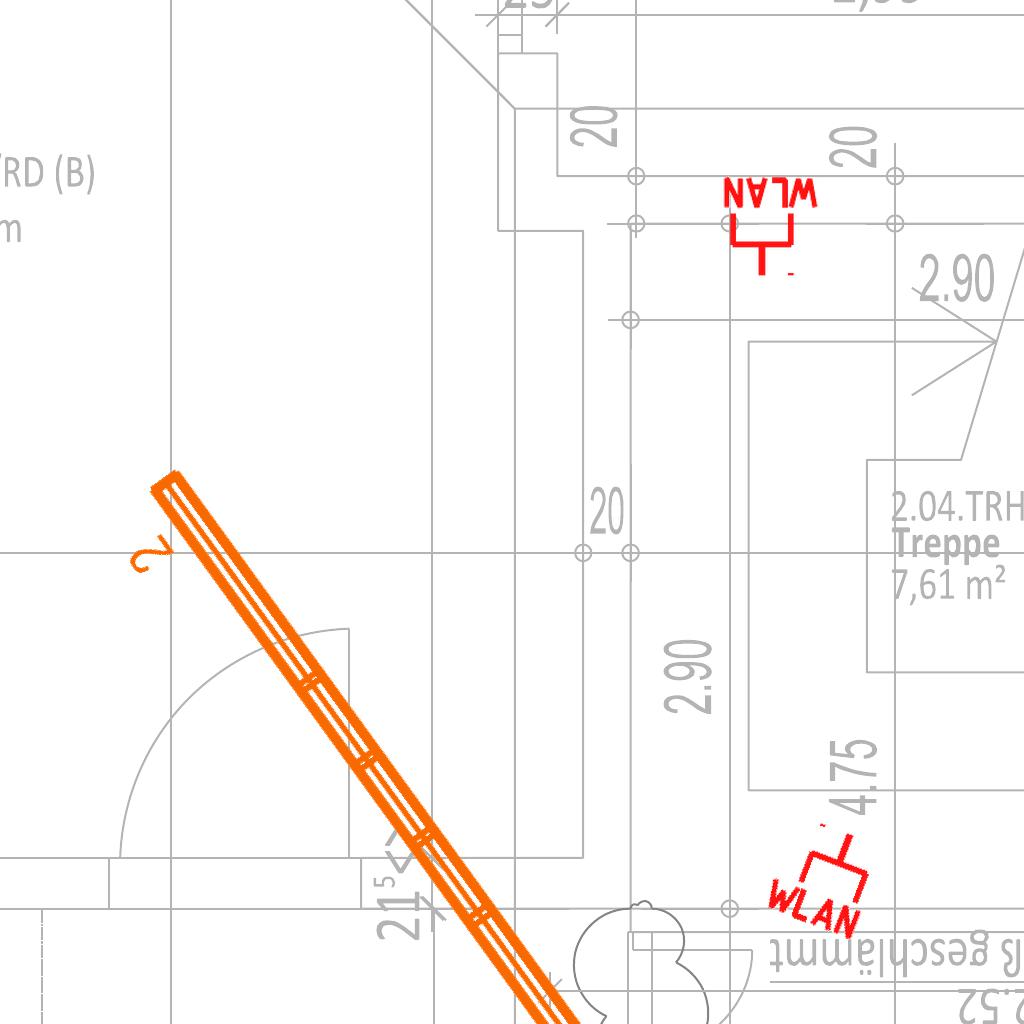 20
20
/RD (B)
WLAN
m
2.90
20
2.04.TRH
Treppe
7,61 m²
2
2.90
4.75
21⁵
WLAN
ß geschlämmt
2.52